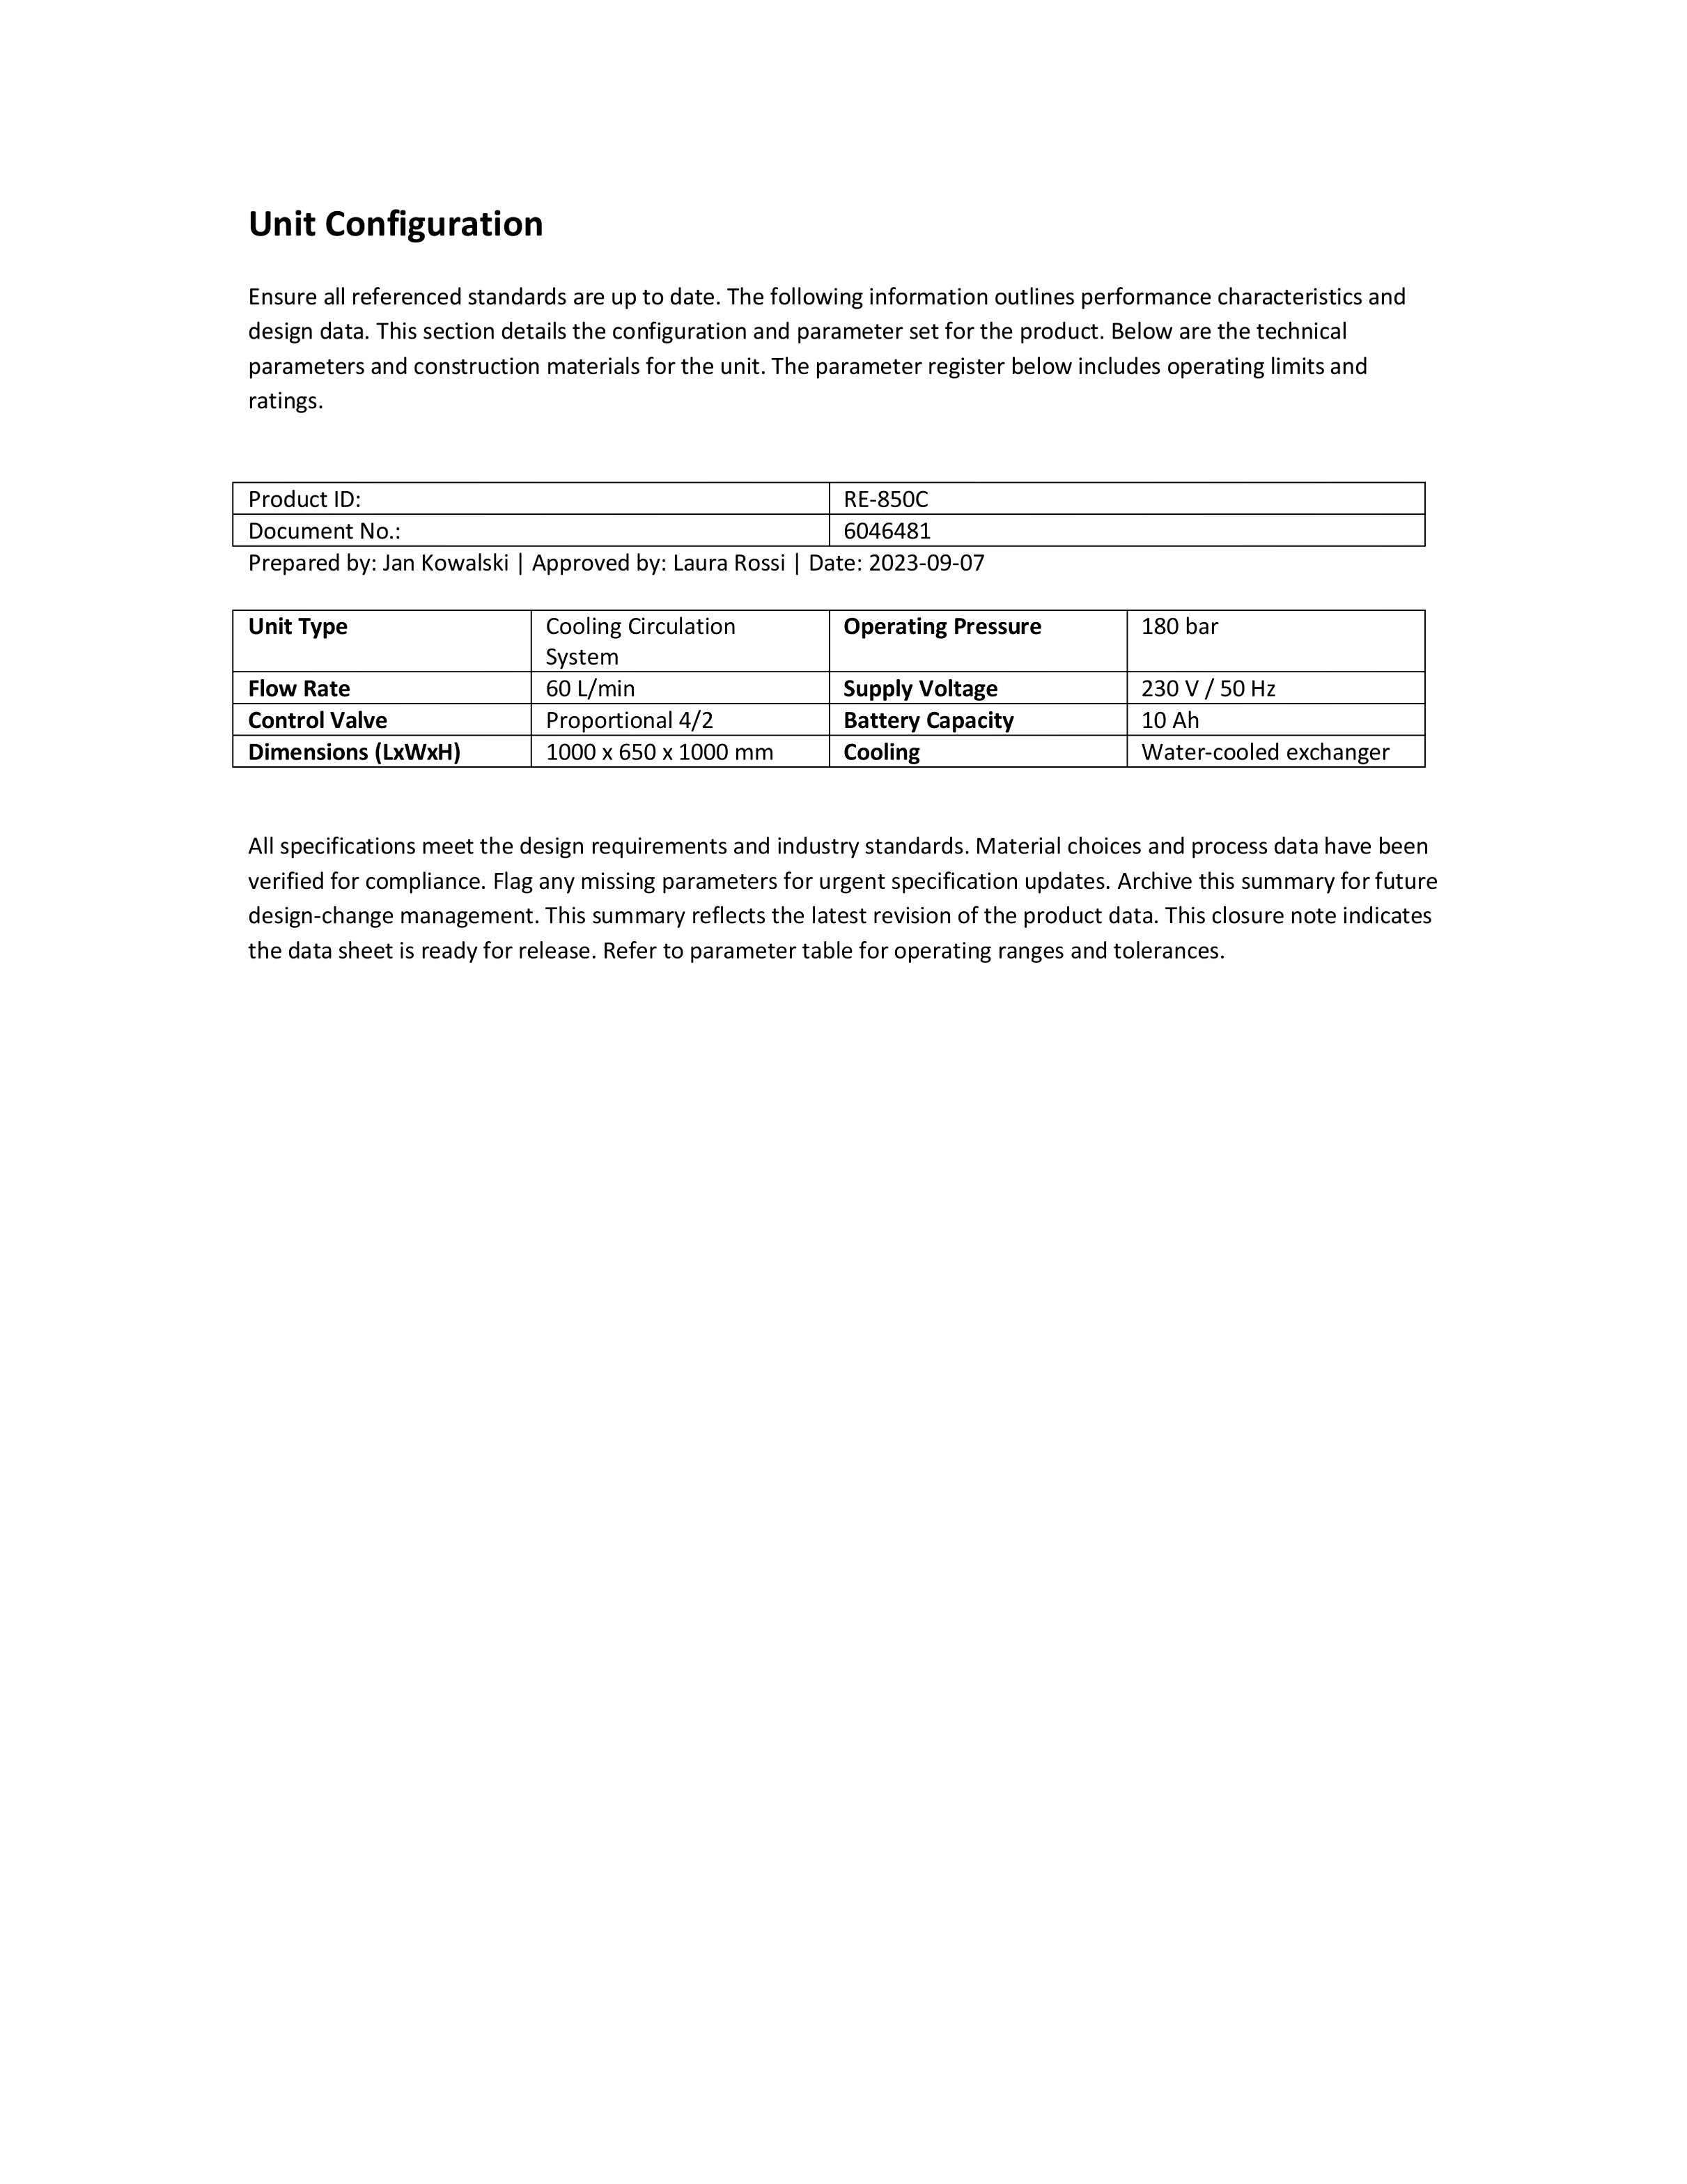 Unit Configuration
Ensure all referenced standards are up to date. The following information outlines performance characteristics and
design data. This section details the configuration and parameter set for the product. Below are the technical
parameters and construction materials for the unit. The parameter register below includes operating limits and
ratings.
Product ID: RE-850C
Document No.: 6046481
Prepared by: Jan Kowalski | Approved by: Laura Rossi | Date: 2023-09-07
Unit Type Cooling Circulation System Operating Pressure 180 bar
Flow Rate 60 L/min Supply Voltage 230 V / 50 Hz
Control Valve Proportional 4/2 Battery Capacity 10 Ah
Dimensions (LxWxH) 1000 x 650 x 1000 mm Cooling Water-cooled exchanger
All specifications meet the design requirements and industry standards. Material choices and process data have been
verified for compliance. Flag any missing parameters for urgent specification updates. Archive this summary for future
design-change management. This summary reflects the latest revision of the product data. This closure note indicates
the data sheet is ready for release. Refer to parameter table for operating ranges and tolerances.